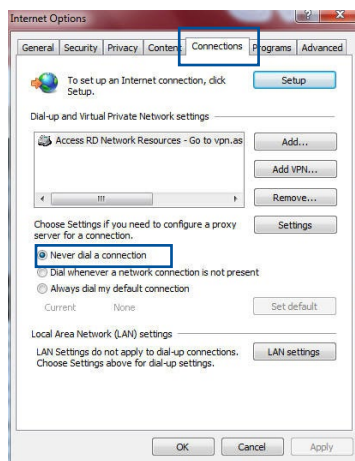 Internet Options
General Security Privacy Content Connections Programs Advanced
To set up an Internet connection, click Setup.
Setup
Dial-up and Virtual Private Network settings
Access RD Network Resources - Go to vpn.as
Add...
Add VPN...
Remove...
Choose Settings if you need to configure a proxy server for a connection.
Settings
Never dial a connection
Dial whenever a network connection is not present
Always dial my default connection
Current None
Set default
Local Area Network (LAN) settings
LAN Settings do not apply to dial-up connections. Choose Settings above for dial-up settings.
LAN settings
OK Cancel Apply